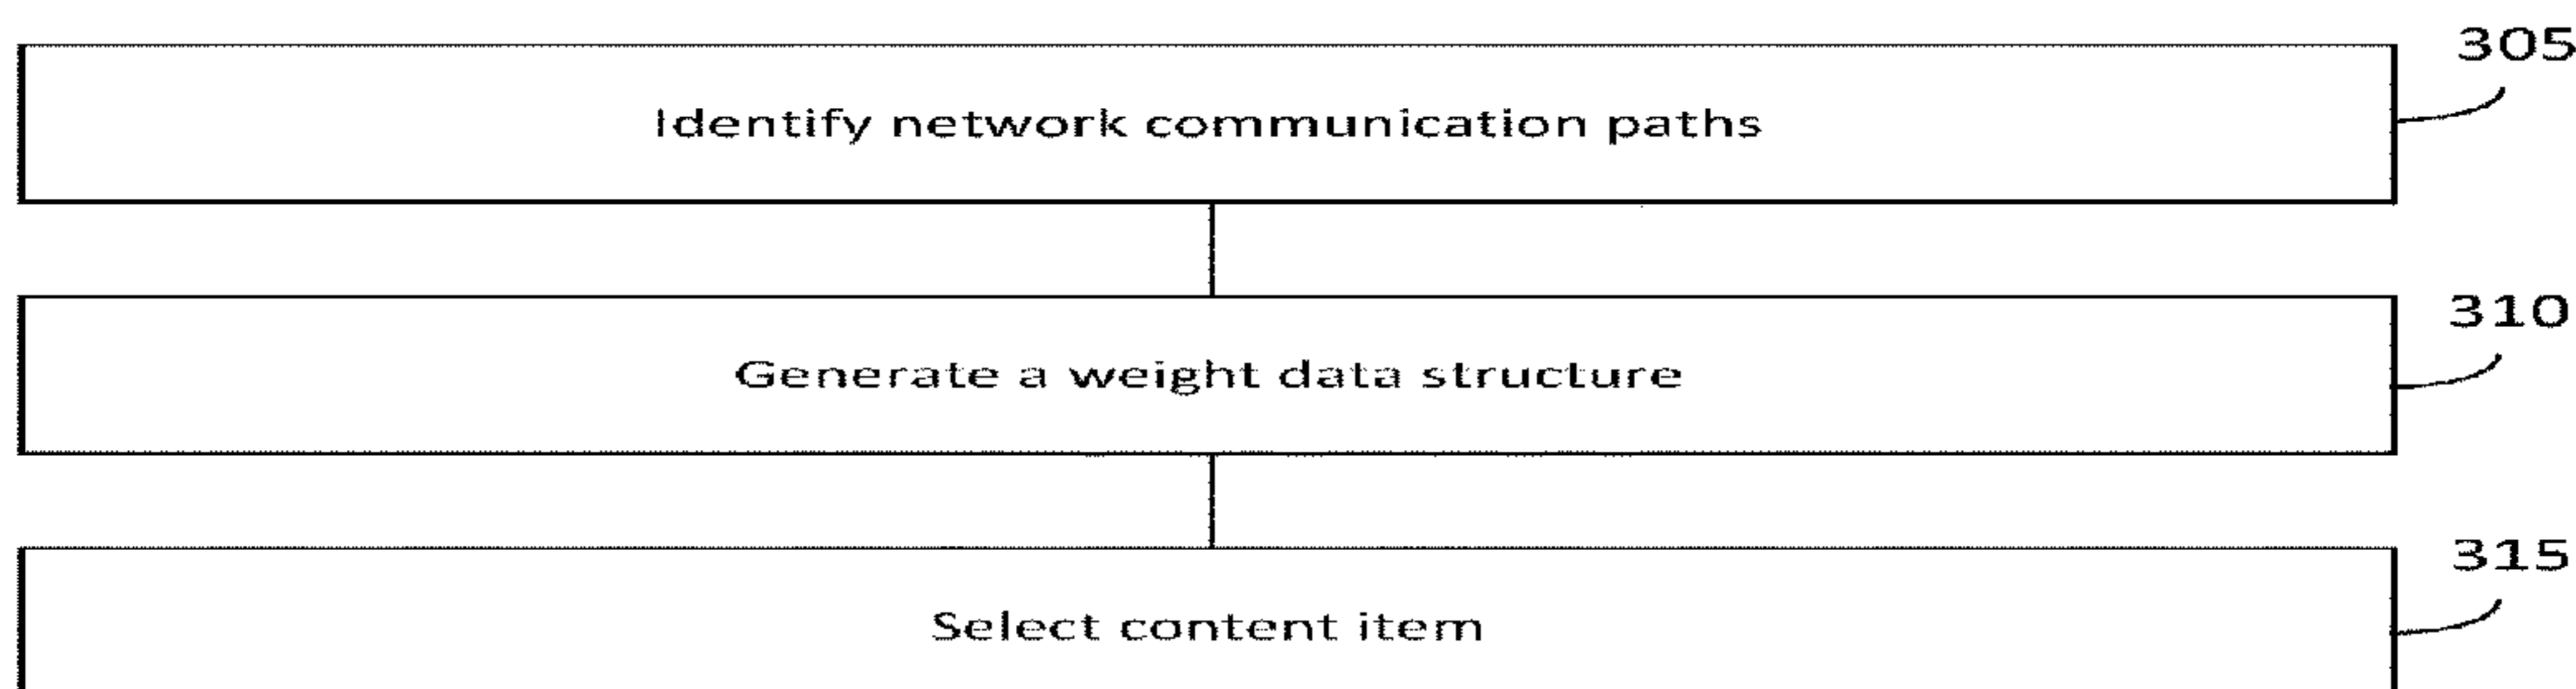 305
Identify network communication paths
310
Generate a weight data structure
315
Select content item